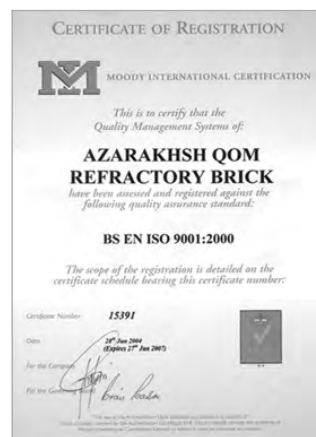 CERTIFICATE OF REGISTRATION
MOODY INTERNATIONAL CERTIFICATION
This is to certify that the
Quality Management Systems of:
AZARAKHSH QOM
REFRACTORY BRICK
have been assessed and registered against the
following quality assurance standard:
BS EN ISO 9001:2000
The scope of the registration is detailed on the
certificate schedule bearing this certificate number:
Certificate Number 15391
Date 28th Jun 2004
(Expires 27th Jun 2007)
For the Company
For the Governing Board